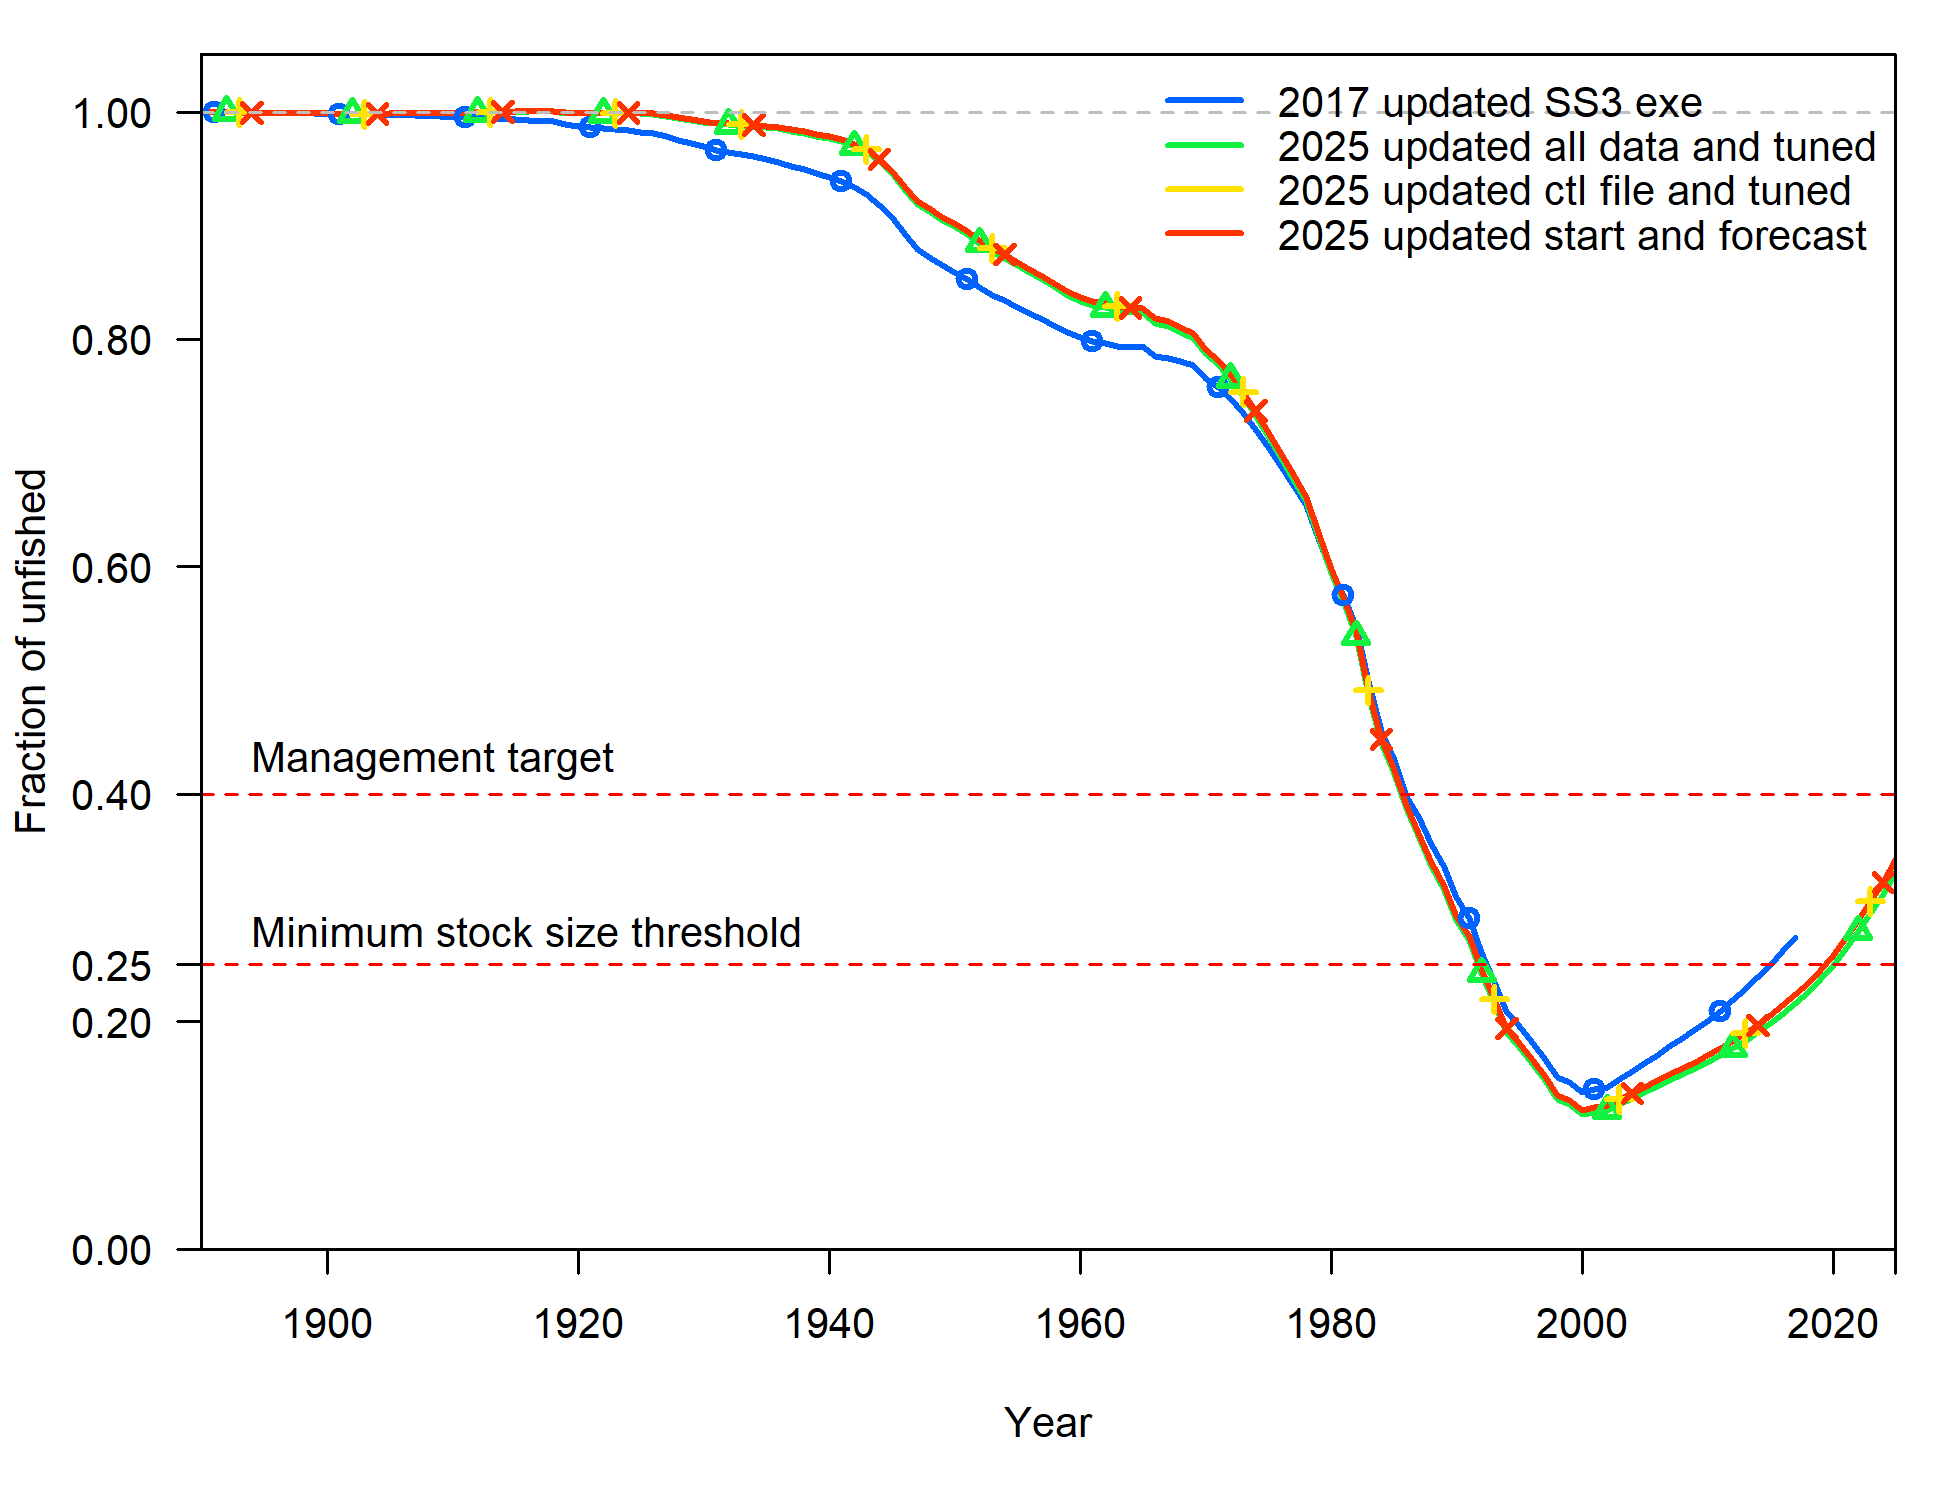 1.00
0.80
0.60
0.40
0.25
0.20
0.00
Fraction of unfished
2017 updated SS3 exe
2025 updated all data and tuned
2025 updated ctl file and tuned
2025 updated start and forecast
Management target
Minimum stock size threshold
1900
1920
1940
1960
1980
2000
2020
Year